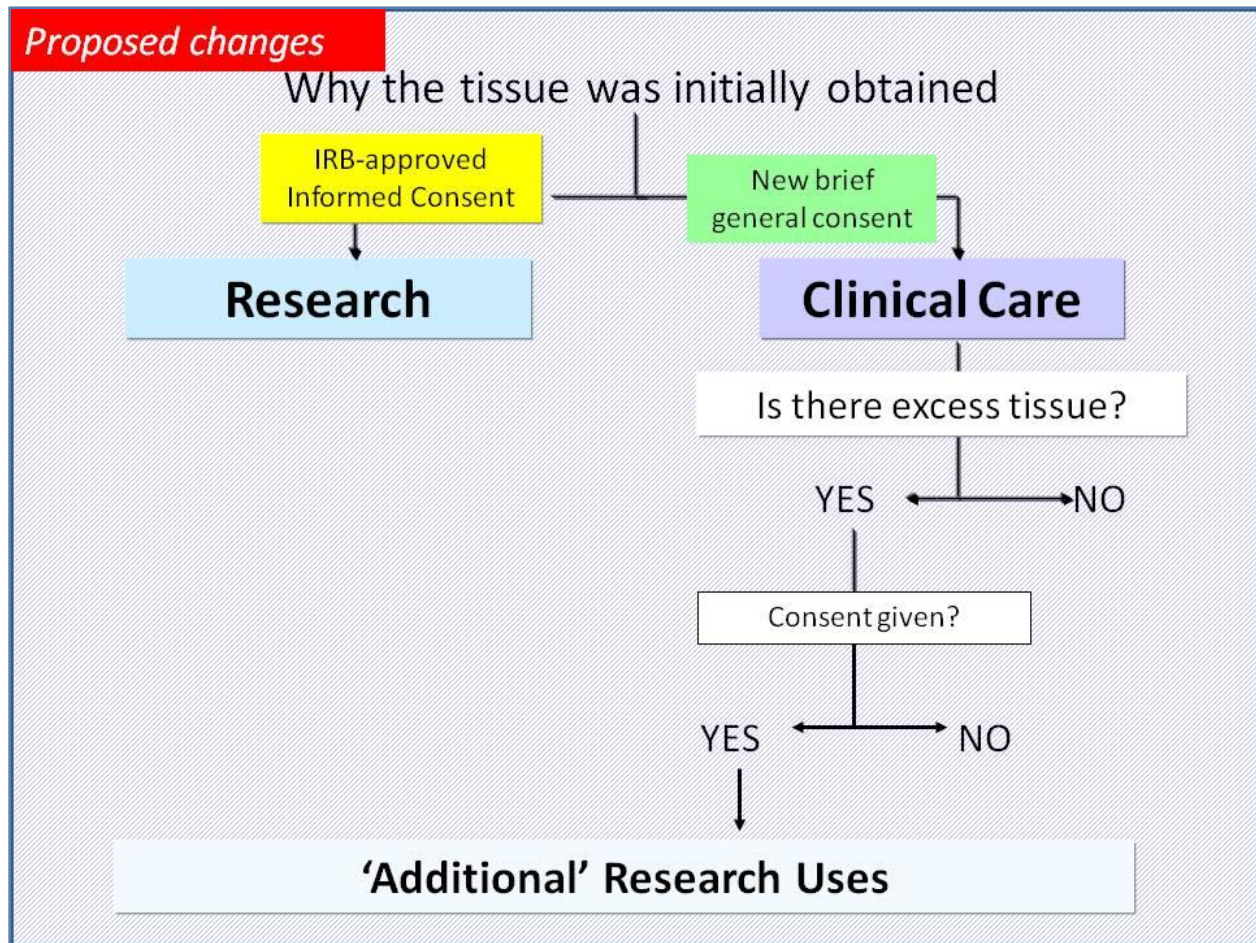 Proposed changes
Why the tissue was initially obtained
IRB-approved
Informed Consent
New brief
general consent
Research
Clinical Care
Is there excess tissue?
YES
NO
Consent given?
YES
NO
‘Additional’ Research Uses